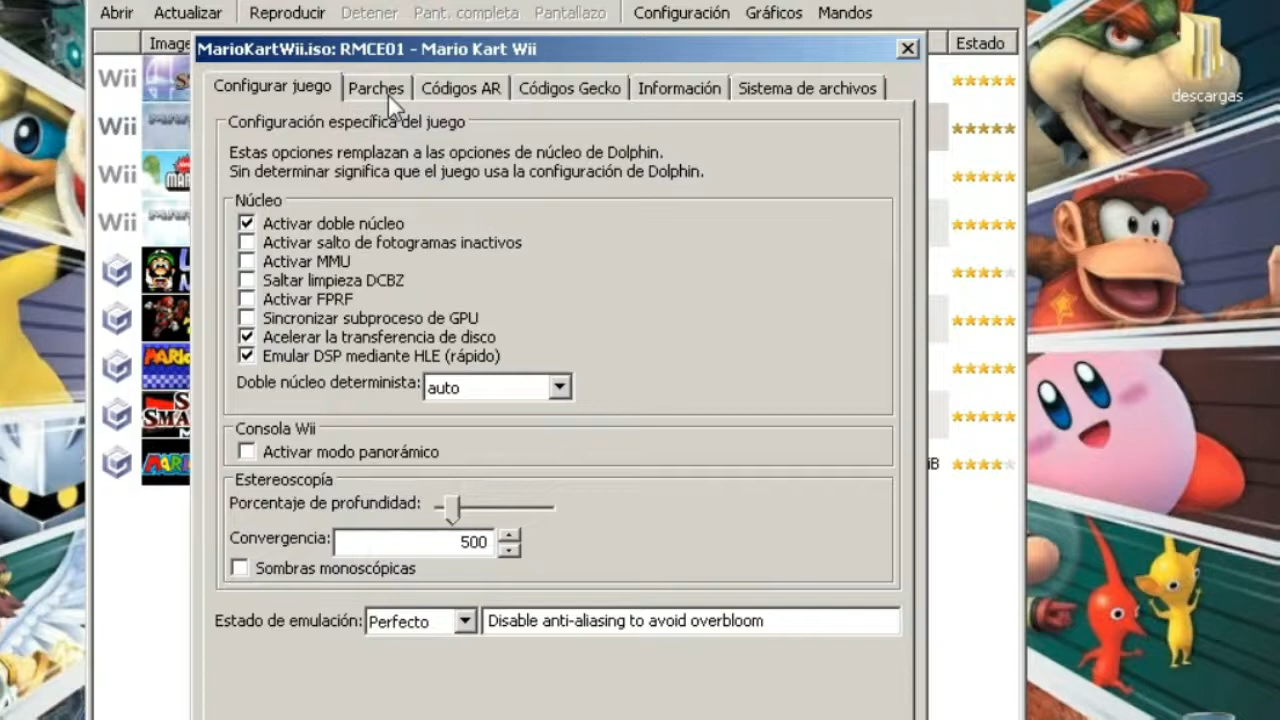 Abrir Actualizar Reproducir Detener Pant. completa Pantallazo Configuración Gráficos Mandos
Estado
MarioKartWii.iso: RMCE01 - Mario Kart Wii
Configurar juego Parches Códigos AR Códigos Gecko Información Sistema de archivos
Configuración específica del juego
Estas opciones remplazan a las opciones de núcleo de Dolphin.
Sin determinar significa que el juego usa la configuración de Dolphin.
Núcleo
Activar doble núcleo
Activar salto de fotogramas inactivos
Activar MMU
Saltar limpieza DCBZ
Activar FPRF
Sincronizar subproceso de GPU
Acelerar la transferencia de disco
Emular DSP mediante HLE (rápido)
Doble núcleo determinista: auto
Consola Wii
Activar modo panorámico
Estereoscopía
Porcentaje de profundidad:
Convergencia: 500
Sombras monoscópicas
Estado de emulación: Perfecto Disable anti-aliasing to avoid overbloom
Wii
Wii
Wii
Wii
descargas